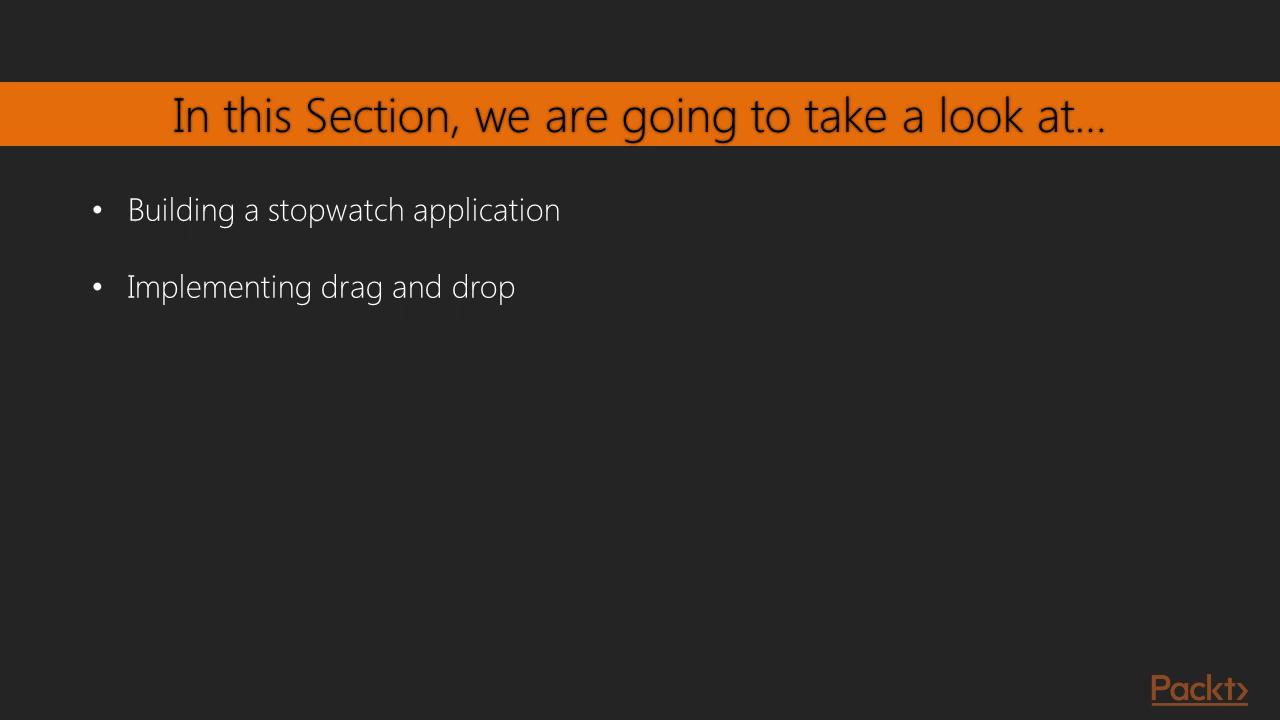 In this Section, we are going to take a look at...
• Building a stopwatch application
• Implementing drag and drop
Packt>